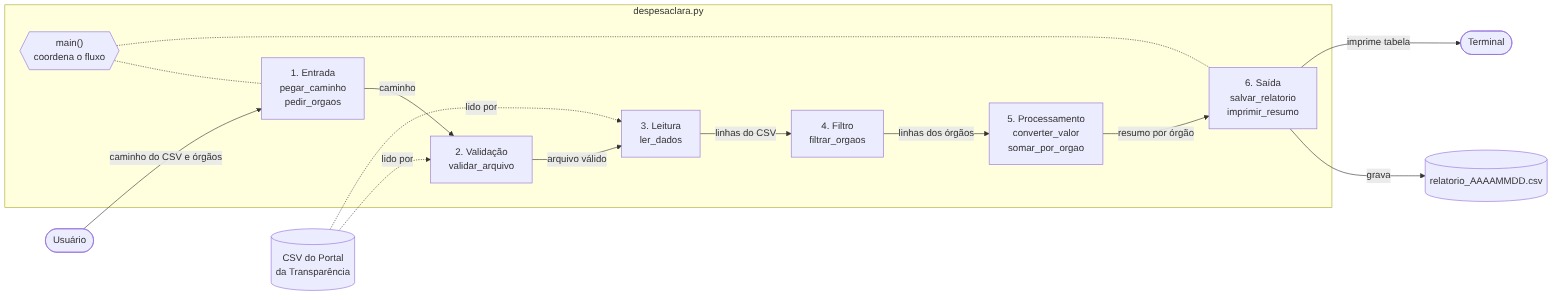 despesaclara.py
main()
coordena o fluxo
1. Entrada
pegar_caminho
pedir_orgaos
caminho
caminho do CSV e órgãos
2. Validação
validar_arquivo
lido por
lido por
arquivo válido
3. Leitura
ler_dados
linhas do CSV
4. Filtro
filtrar_orgaos
linhas dos órgãos
5. Processamento
converter_valor
somar_por_orgao
resumo por órgão
6. Saída
salvar_relatorio
imprimir_resumo
imprime tabela
Terminal
grava
relatorio_AAAAMMDD.csv
Usuário
CSV do Portal
da Transparência